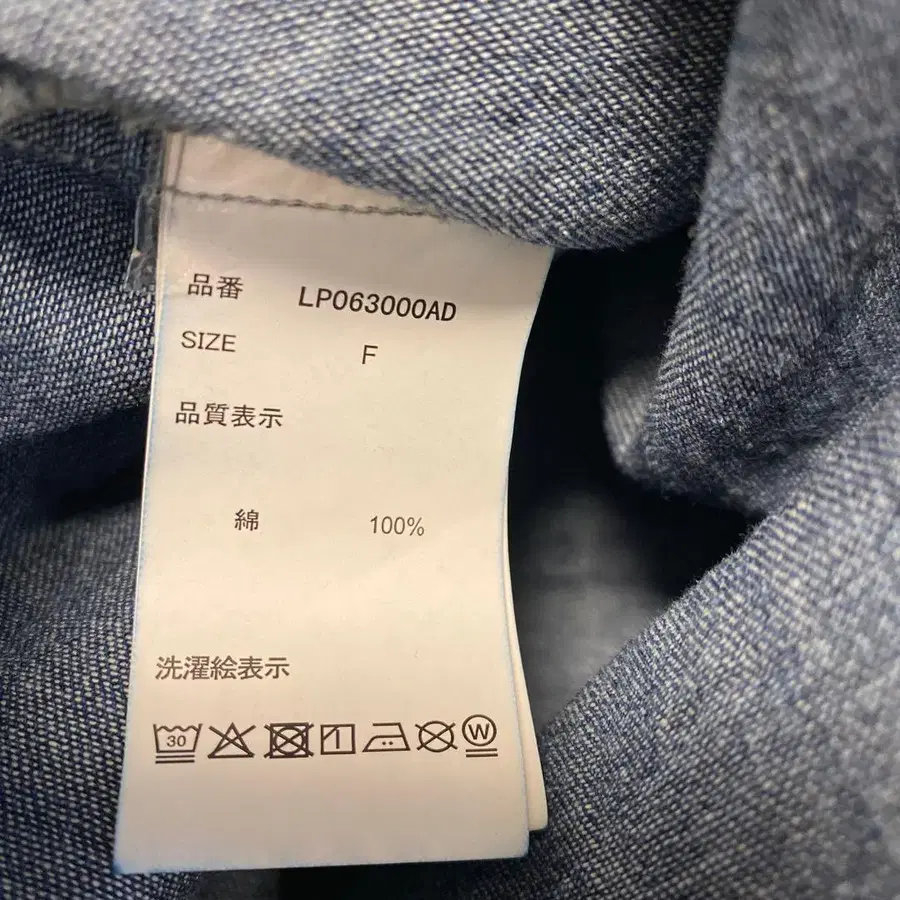 品番 LP063000AD
SIZE F
品質表示
綿 100%
洗濯絵表示
30 W